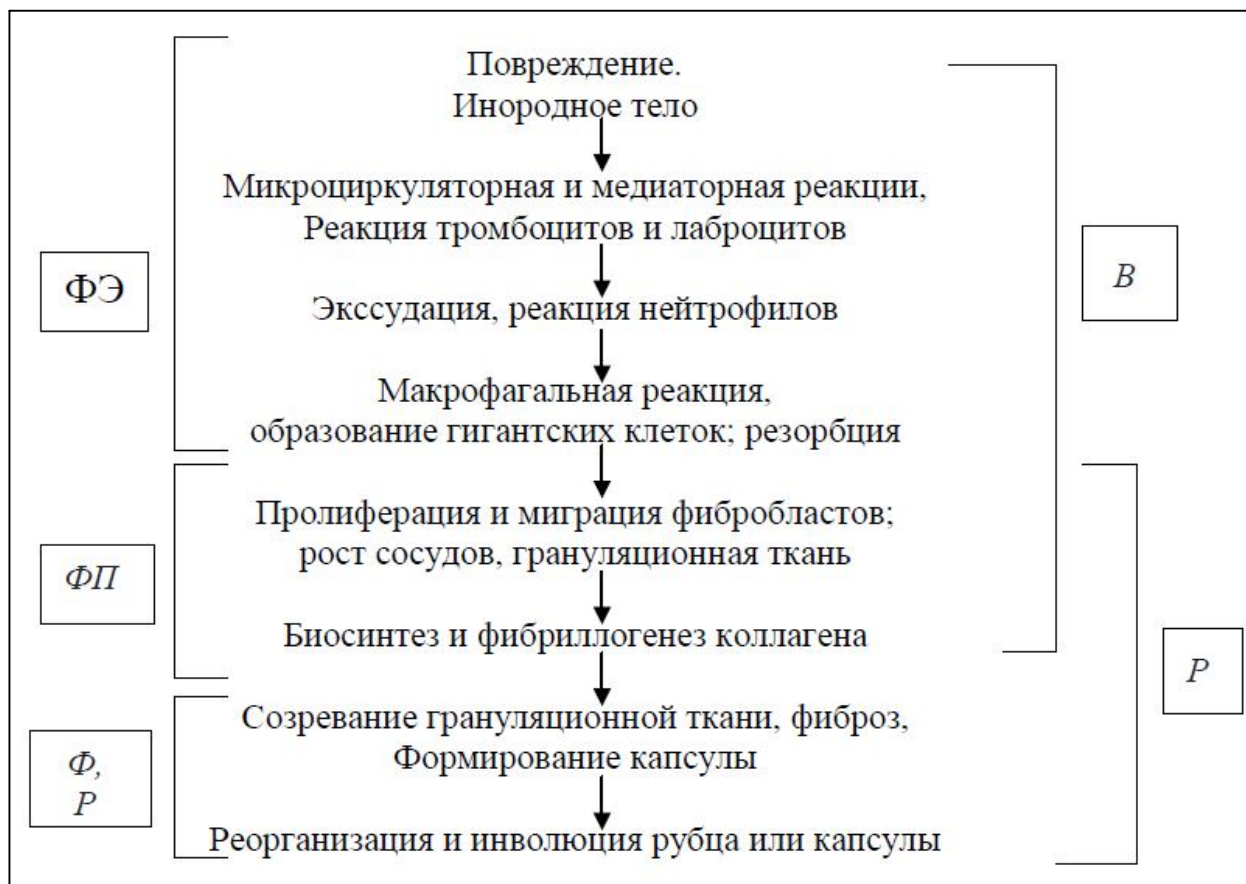 Повреждение.
Инородное тело
Микроциркуляторная и медиаторная реакции,
Реакция тромбоцитов и лаброцитов
ФЭ
В
Экссудация, реакция нейтрофилов
Макрофагальная реакция,
образование гигантских клеток; резорбция
Пролиферация и миграция фибробластов;
рост сосудов, грануляционная ткань
ФП
Биосинтез и фибриллогенез коллагена
Р
Созревание грануляционной ткани, фиброз,
Формирование капсулы
Ф,
Р
Реорганизация и инволюция рубца или капсулы